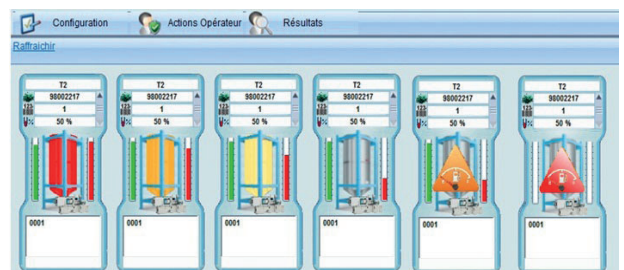 Configuration Actions Opérateur Résultats
Raffraichir
T2 T2 T2 T2 T2 T2
98002217 98002217 98002217 98002217 98002217 98002217
1 1 1 1 1 1
50 % 50 % 50 % 50 % 50 % 50 %
0001 0001 0001 0001 0001 0001